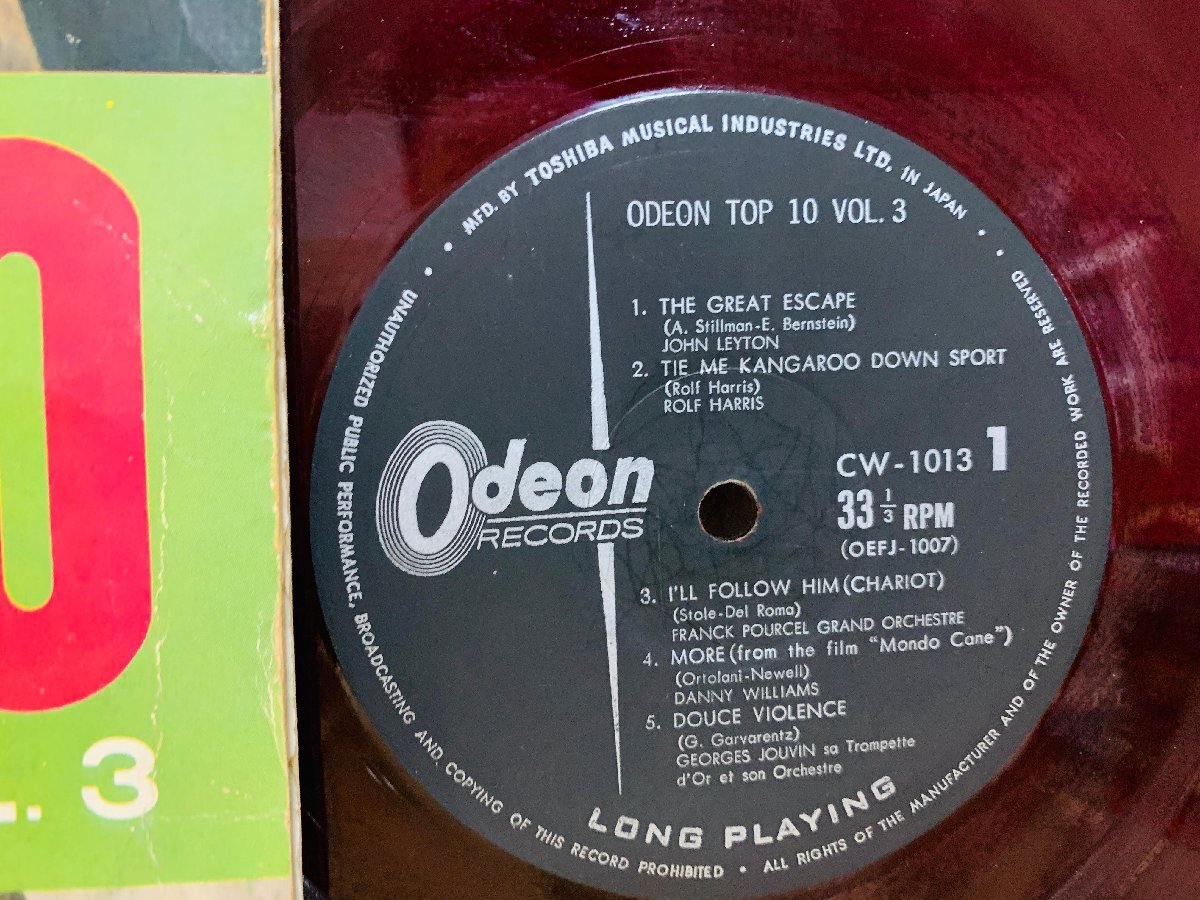 MFD. BY TOSHIBA MUSICAL INDUSTRIES LTD. IN JAPAN
ODEON TOP 10 VOL. 3
1. THE GREAT ESCAPE
(A. Stillman-E. Bernstein)
JOHN LEYTON
2. TIE ME KANGAROO DOWN SPORT
(Rolf Harris)
ROLF HARRIS
Odeon
RECORDS
CW-1013 1
33 1/3 RPM
(OEFJ-1007)
3. I'LL FOLLOW HIM (CHARIOT)
(Stole-Del Roma)
FRANCK POURCEL GRAND ORCHESTRE
4. MORE (from the film "Mondo Cane")
(Ortolani-Newell)
DANNY WILLIAMS
5. DOUCE VIOLENCE
(G. Garvarentz)
GEORGES JOUVIN sa Trompette
d'Or et son Orchestre
LONG PLAYING
UNAUTHORIZED PUBLIC PERFORMANCE, BROADCASTING AND COPYING OF THIS RECORD PROHIBITED • ALL RIGHTS OF THE MANUFACTURER AND OF THE OWNER OF THE RECORDED WORK ARE RESERVED
. 3